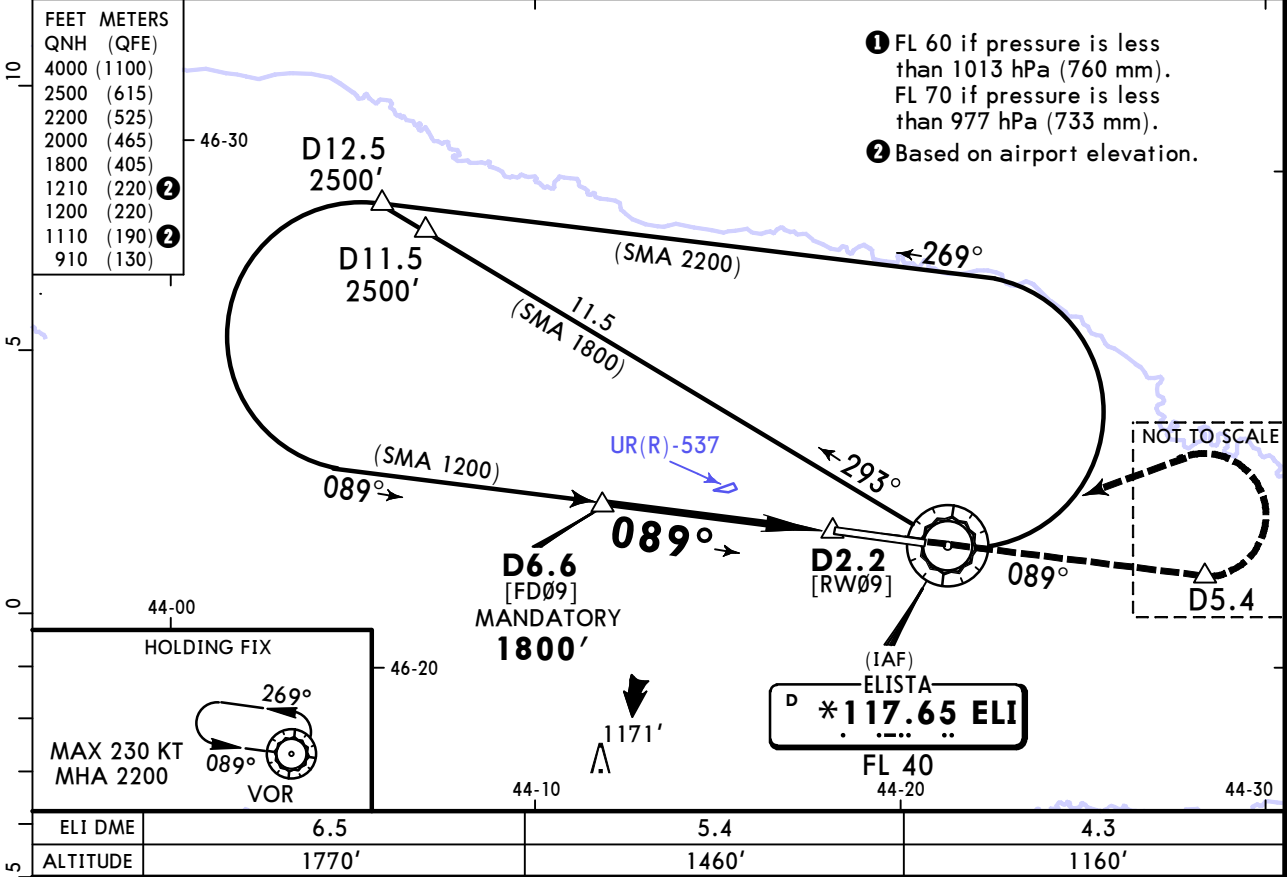 FEET METERS
QNH (QFE)
4000 (1100)
2500 (615)
2200 (525)
2000 (465)
1800 (405)
1210 (220) 2
1200 (220)
1110 (190) 2
910 (130)
1 FL 60 if pressure is less
than 1013 hPa (760 mm).
FL 70 if pressure is less
than 977 hPa (733 mm).
2 Based on airport elevation.
10
46-30
D12.5
2500'
D11.5
2500'
(SMA 2200)
269°
11.5
(SMA 1800)
5
UR(R)-537
NOT TO SCALE
(SMA 1200)
089°
293°
089°
D6.6
[FDØ9]
MANDATORY
1800'
D2.2
[RWØ9]
089°
D5.4
0
44-00
HOLDING FIX
46-20
269°
MAX 230 KT
MHA 2200
089°
VOR
1171'
(IAF)
ELISTA
D *117.65 ELI
FL 40
44-10
44-20
44-30
ELI DME 6.5 5.4 4.3
5
ALTITUDE 1770' 1460' 1160'